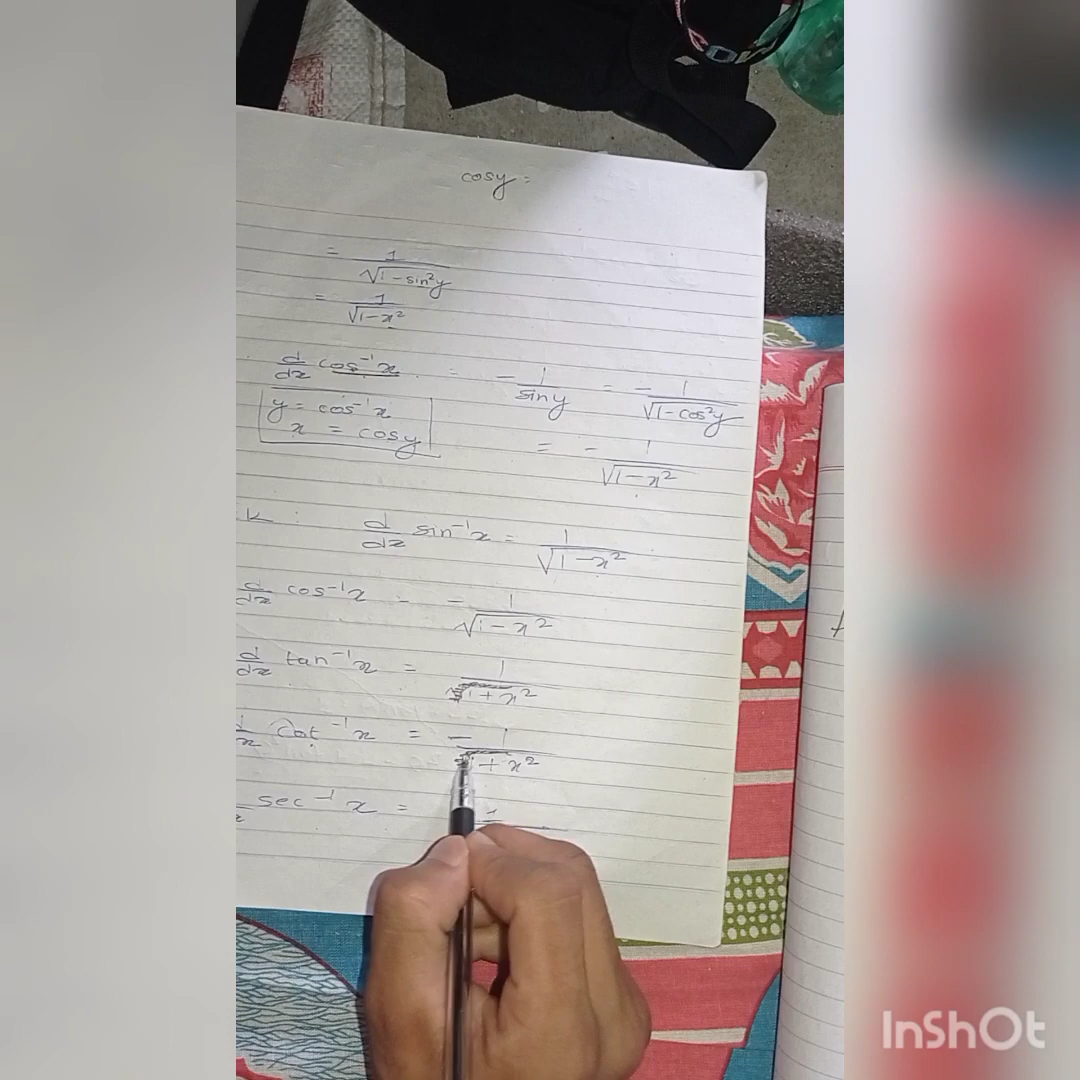 cosy =
= 1/√(1-sin²y)
= 1/√(1-x²)
d/dx cos⁻¹x = -1/siny = -1/√(1-cos²y)
y = cos⁻¹x
x = cosy
= -1/√(1-x²)
d/dx sin⁻¹x = 1/√(1-x²)
d/dx cos⁻¹x - -1/√(1-x²)
d/dx tan⁻¹x = 1/1+x²
d/x cot⁻¹x = -1/1+x²
sec⁻¹x = 1
InShOt